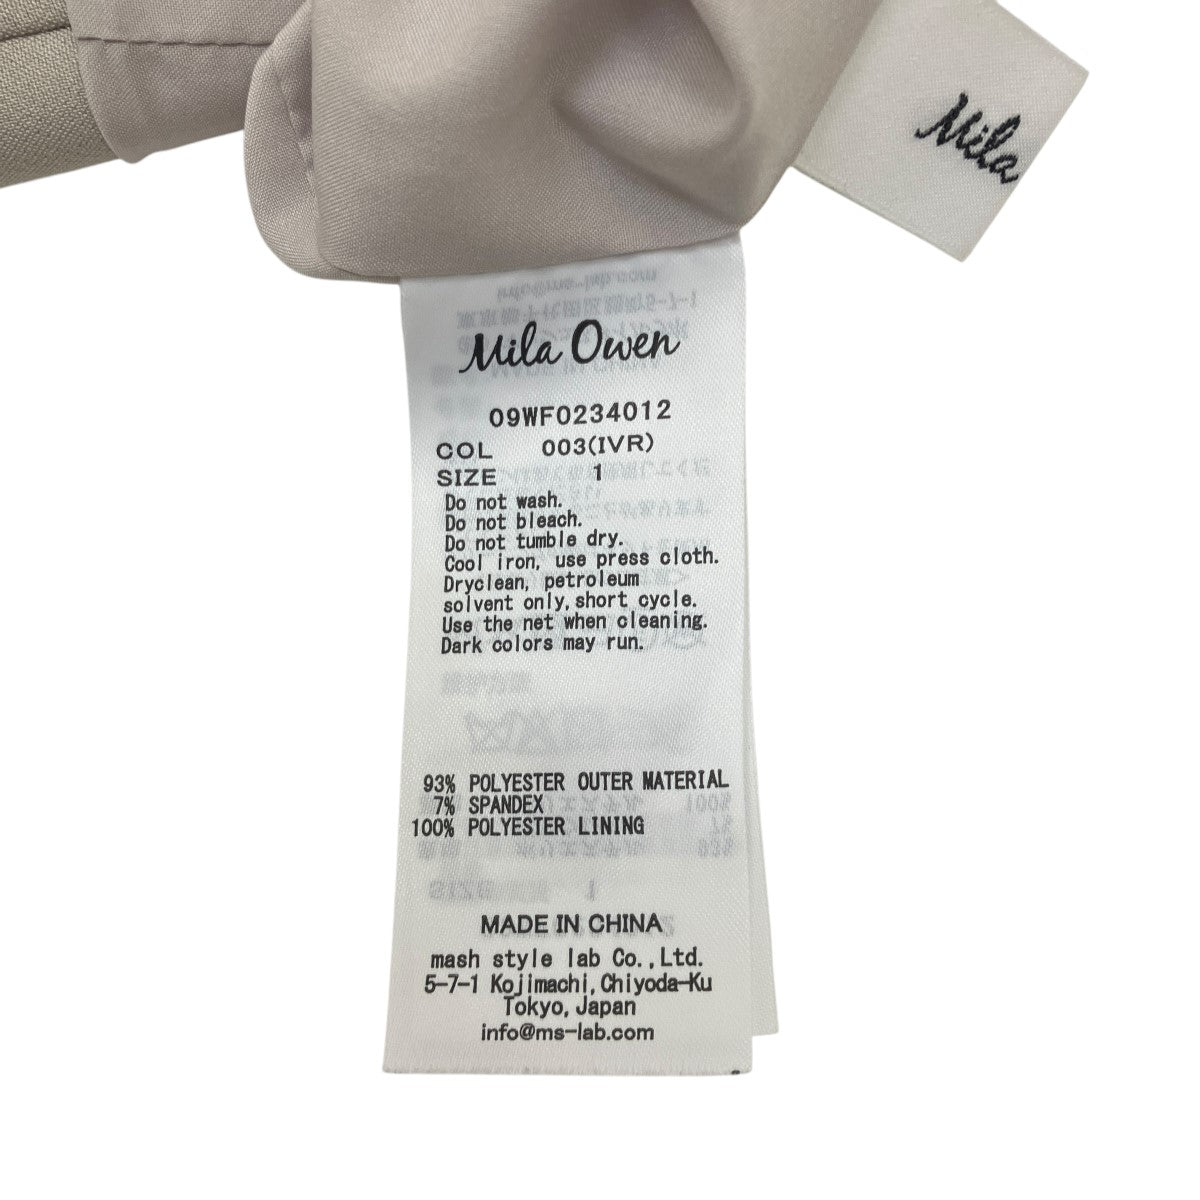 Mila
Mila Owen
09WF0234012
COL 003(IVR)
SIZE 1
Do not wash.
Do not bleach.
Do not tumble dry.
Cool iron, use press cloth.
Dryclean, petroleum
solvent only, short cycle.
Use the net when cleaning.
Dark colors may run.
93% POLYESTER OUTER MATERIAL
7% SPANDEX
100% POLYESTER LINING
MADE IN CHINA
mash style lab Co.,Ltd.
5-7-1 Kojimachi, Chiyoda-Ku
Tokyo, Japan
info@ms-lab.com